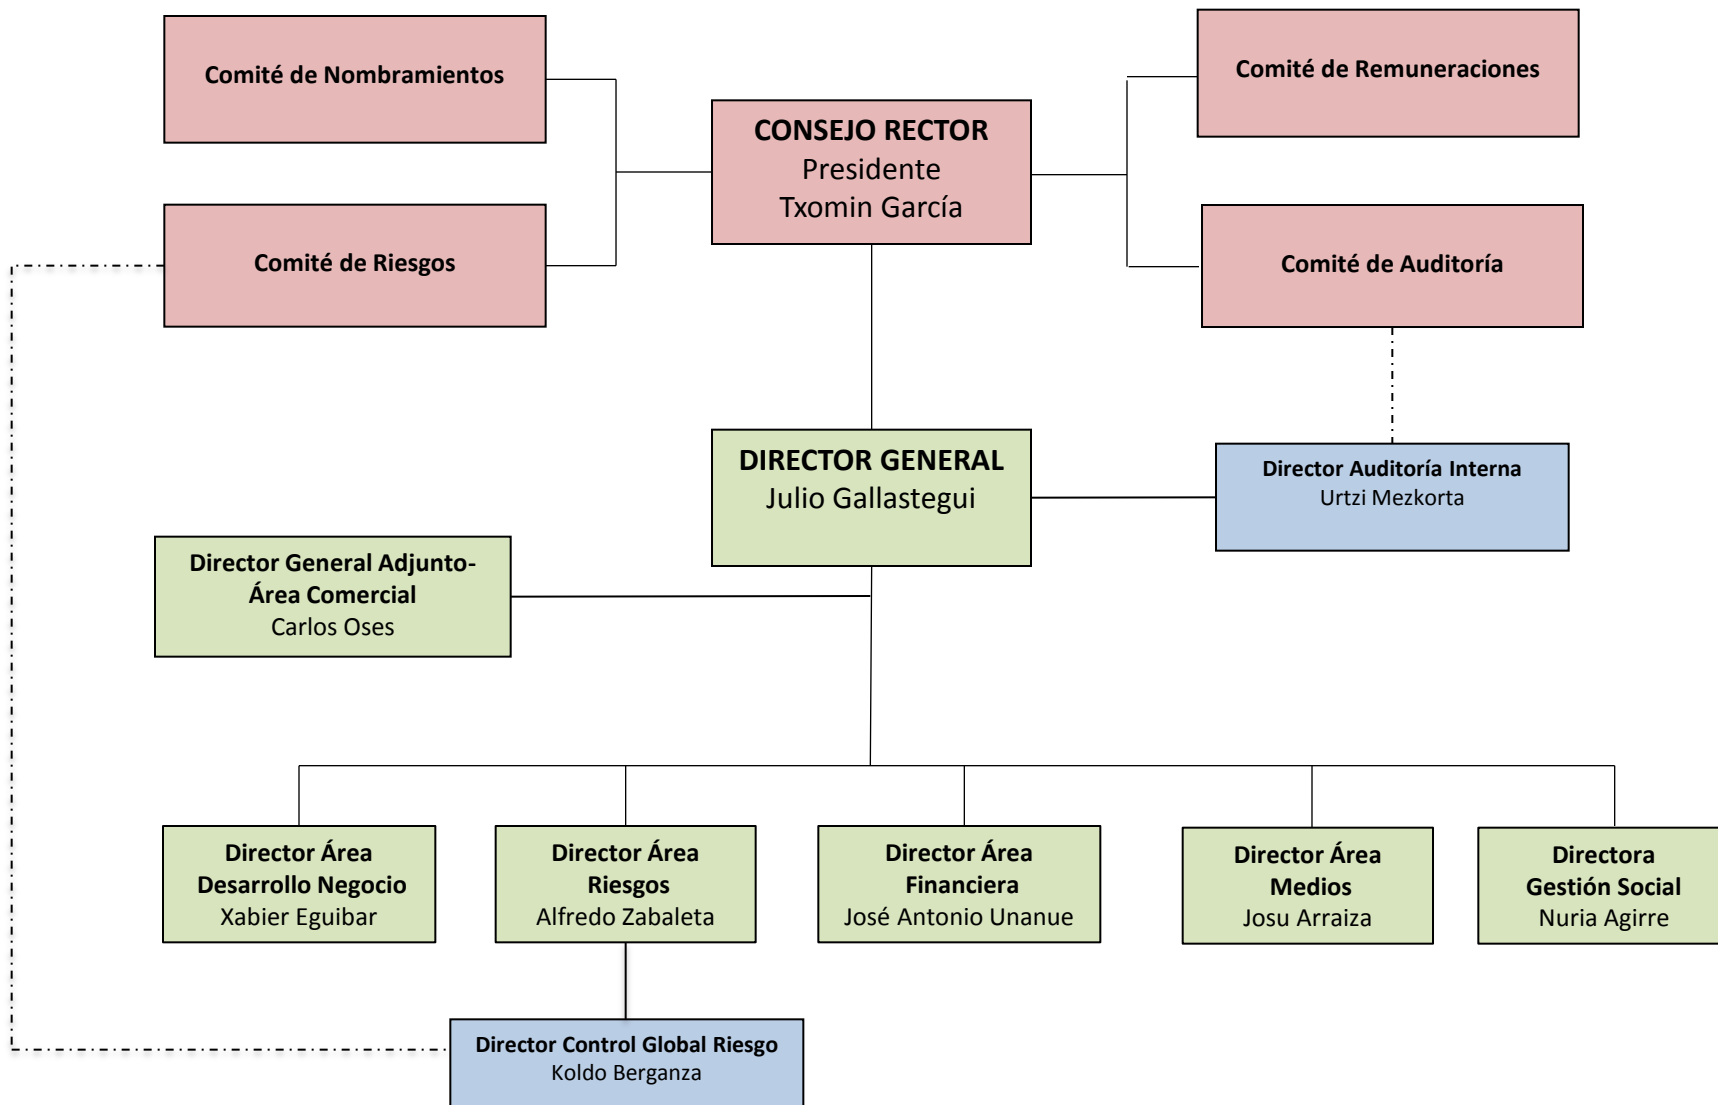 Comité de Nombramientos
Comité de Remuneraciones
CONSEJO RECTOR
Presidente
Txomin García
Comité de Riesgos
Comité de Auditoría
DIRECTOR GENERAL
Julio Gallastegui
Director Auditoría Interna
Urtzi Mezkorta
Director General Adjunto-
Área Comercial
Carlos Oses
Director Área
Desarrollo Negocio
Xabier Eguibar
Director Área
Riesgos
Alfredo Zabaleta
Director Área
Financiera
José Antonio Unanue
Director Área
Medios
Josu Arraiza
Directora
Gestión Social
Nuria Agirre
Director Control Global Riesgo
Koldo Berganza